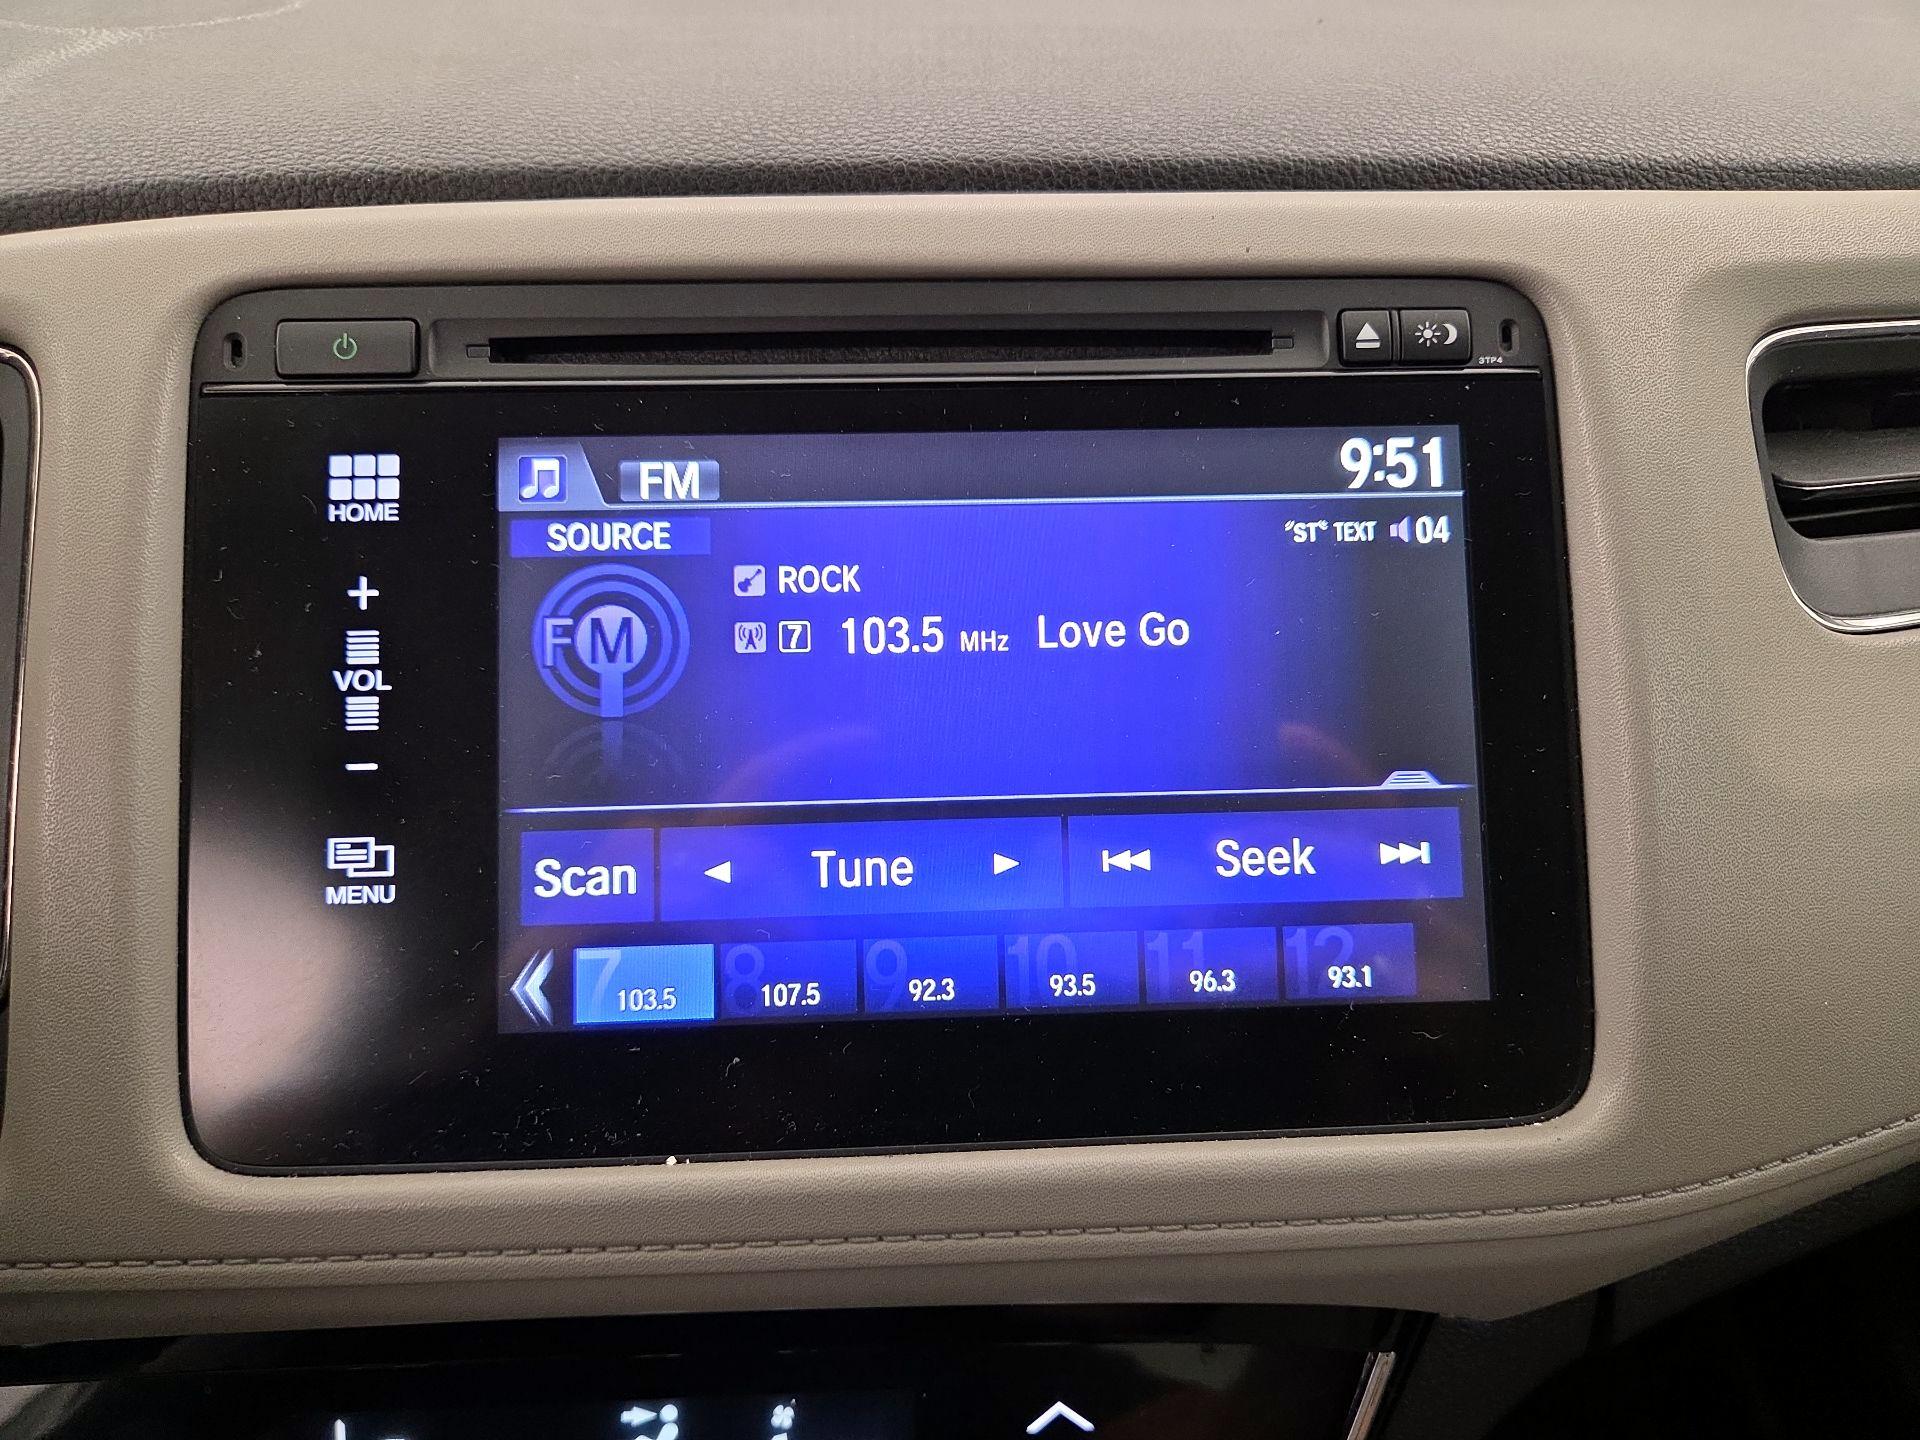 3TP4
HOME
FM
9:51
SOURCE
"ST" TEXT 04
ROCK
7 103.5 MHz Love Go
FM
+
VOL
−
MENU
Scan
Tune
Seek
7 103.5
8 107.5
9 92.3
10 93.5
11 96.3
12 93.1